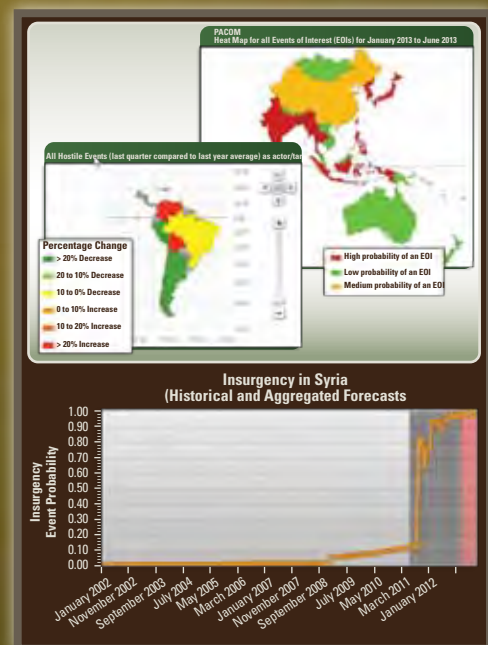 PACOM
Heat Map for all Events of Interest (EOIs) for January 2013 to June 2013
All Hostile Events (last quarter compared to last year average) as actor/tar
Percentage Change
> 20% Decrease
20 to 10% Decrease
10 to 0% Decrease
0 to 10% Increase
10 to 20% Increase
> 20% Increase
High probability of an EOI
Low probability of an EOI
Medium probability of an EOI
Insurgency in Syria
(Historical and Aggregated Forecasts
Insurgency
Event Probability
1.00
0.90
0.80
0.70
0.60
0.50
0.40
0.30
0.20
0.10
0.00
January 2002
November 2002
September 2003
July 2004
May 2005
March 2006
January 2007
November 2007
September 2008
July 2009
May 2010
March 2011
January 2012